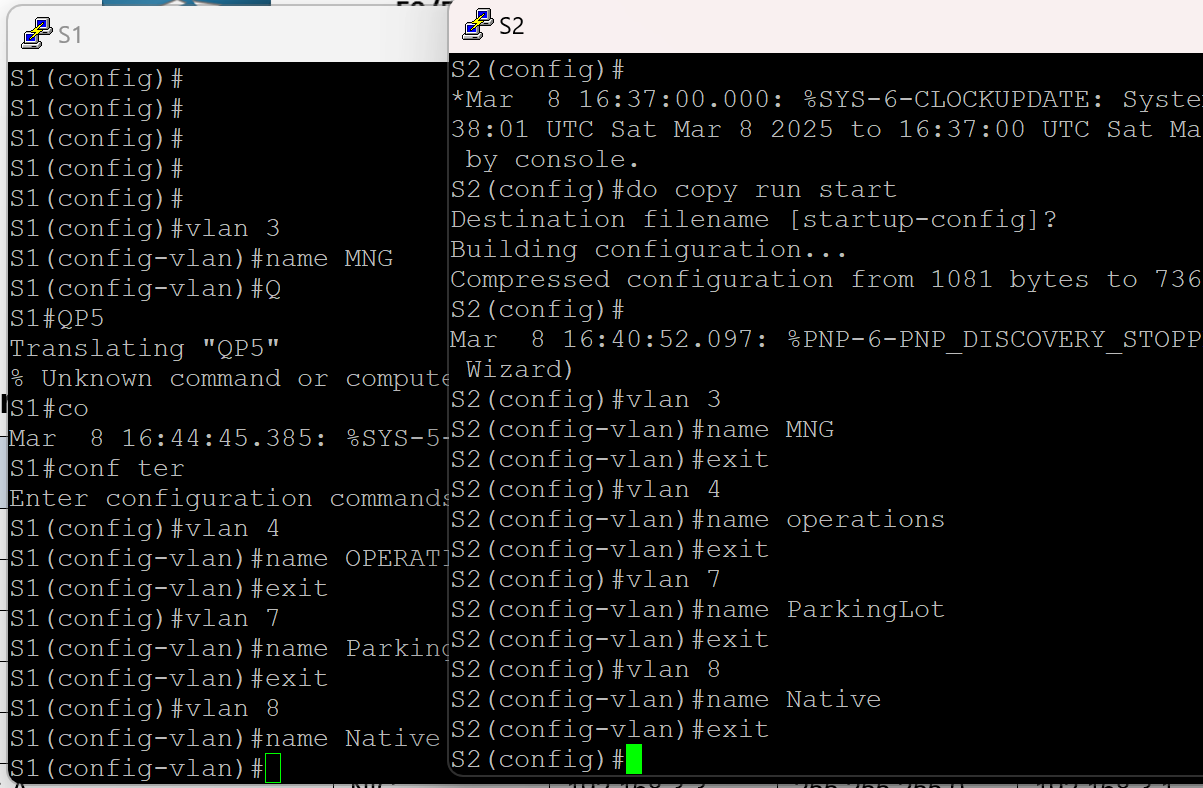 S1
S1(config)#
S1(config)#
S1(config)#
S1(config)#
S1(config)#
S1(config)#vlan 3
S1(config-vlan)#name MNG
S1(config-vlan)#Q
S1#QP5
Translating "QP5"
% Unknown command or compute
S1#co
Mar  8 16:44:45.385: %SYS-5-
S1#conf ter
Enter configuration commands
S1(config)#vlan 4
S1(config-vlan)#name OPERATI
S1(config-vlan)#exit
S1(config)#vlan 7
S1(config-vlan)#name Parking
S1(config-vlan)#exit
S1(config)#vlan 8
S1(config-vlan)#name Native
S1(config-vlan)#
S2
S2(config)#
*Mar  8 16:37:00.000: %SYS-6-CLOCKUPDATE: Syste
38:01 UTC Sat Mar 8 2025 to 16:37:00 UTC Sat Ma
by console.
S2(config)#do copy run start
Destination filename [startup-config]?
Building configuration...
Compressed configuration from 1081 bytes to 736
S2(config)#
Mar  8 16:40:52.097: %PNP-6-PNP_DISCOVERY_STOPP
Wizard)
S2(config)#vlan 3
S2(config-vlan)#name MNG
S2(config-vlan)#exit
S2(config)#vlan 4
S2(config-vlan)#name operations
S2(config-vlan)#exit
S2(config)#vlan 7
S2(config-vlan)#name ParkingLot
S2(config-vlan)#exit
S2(config)#vlan 8
S2(config-vlan)#name Native
S2(config-vlan)#exit
S2(config)#